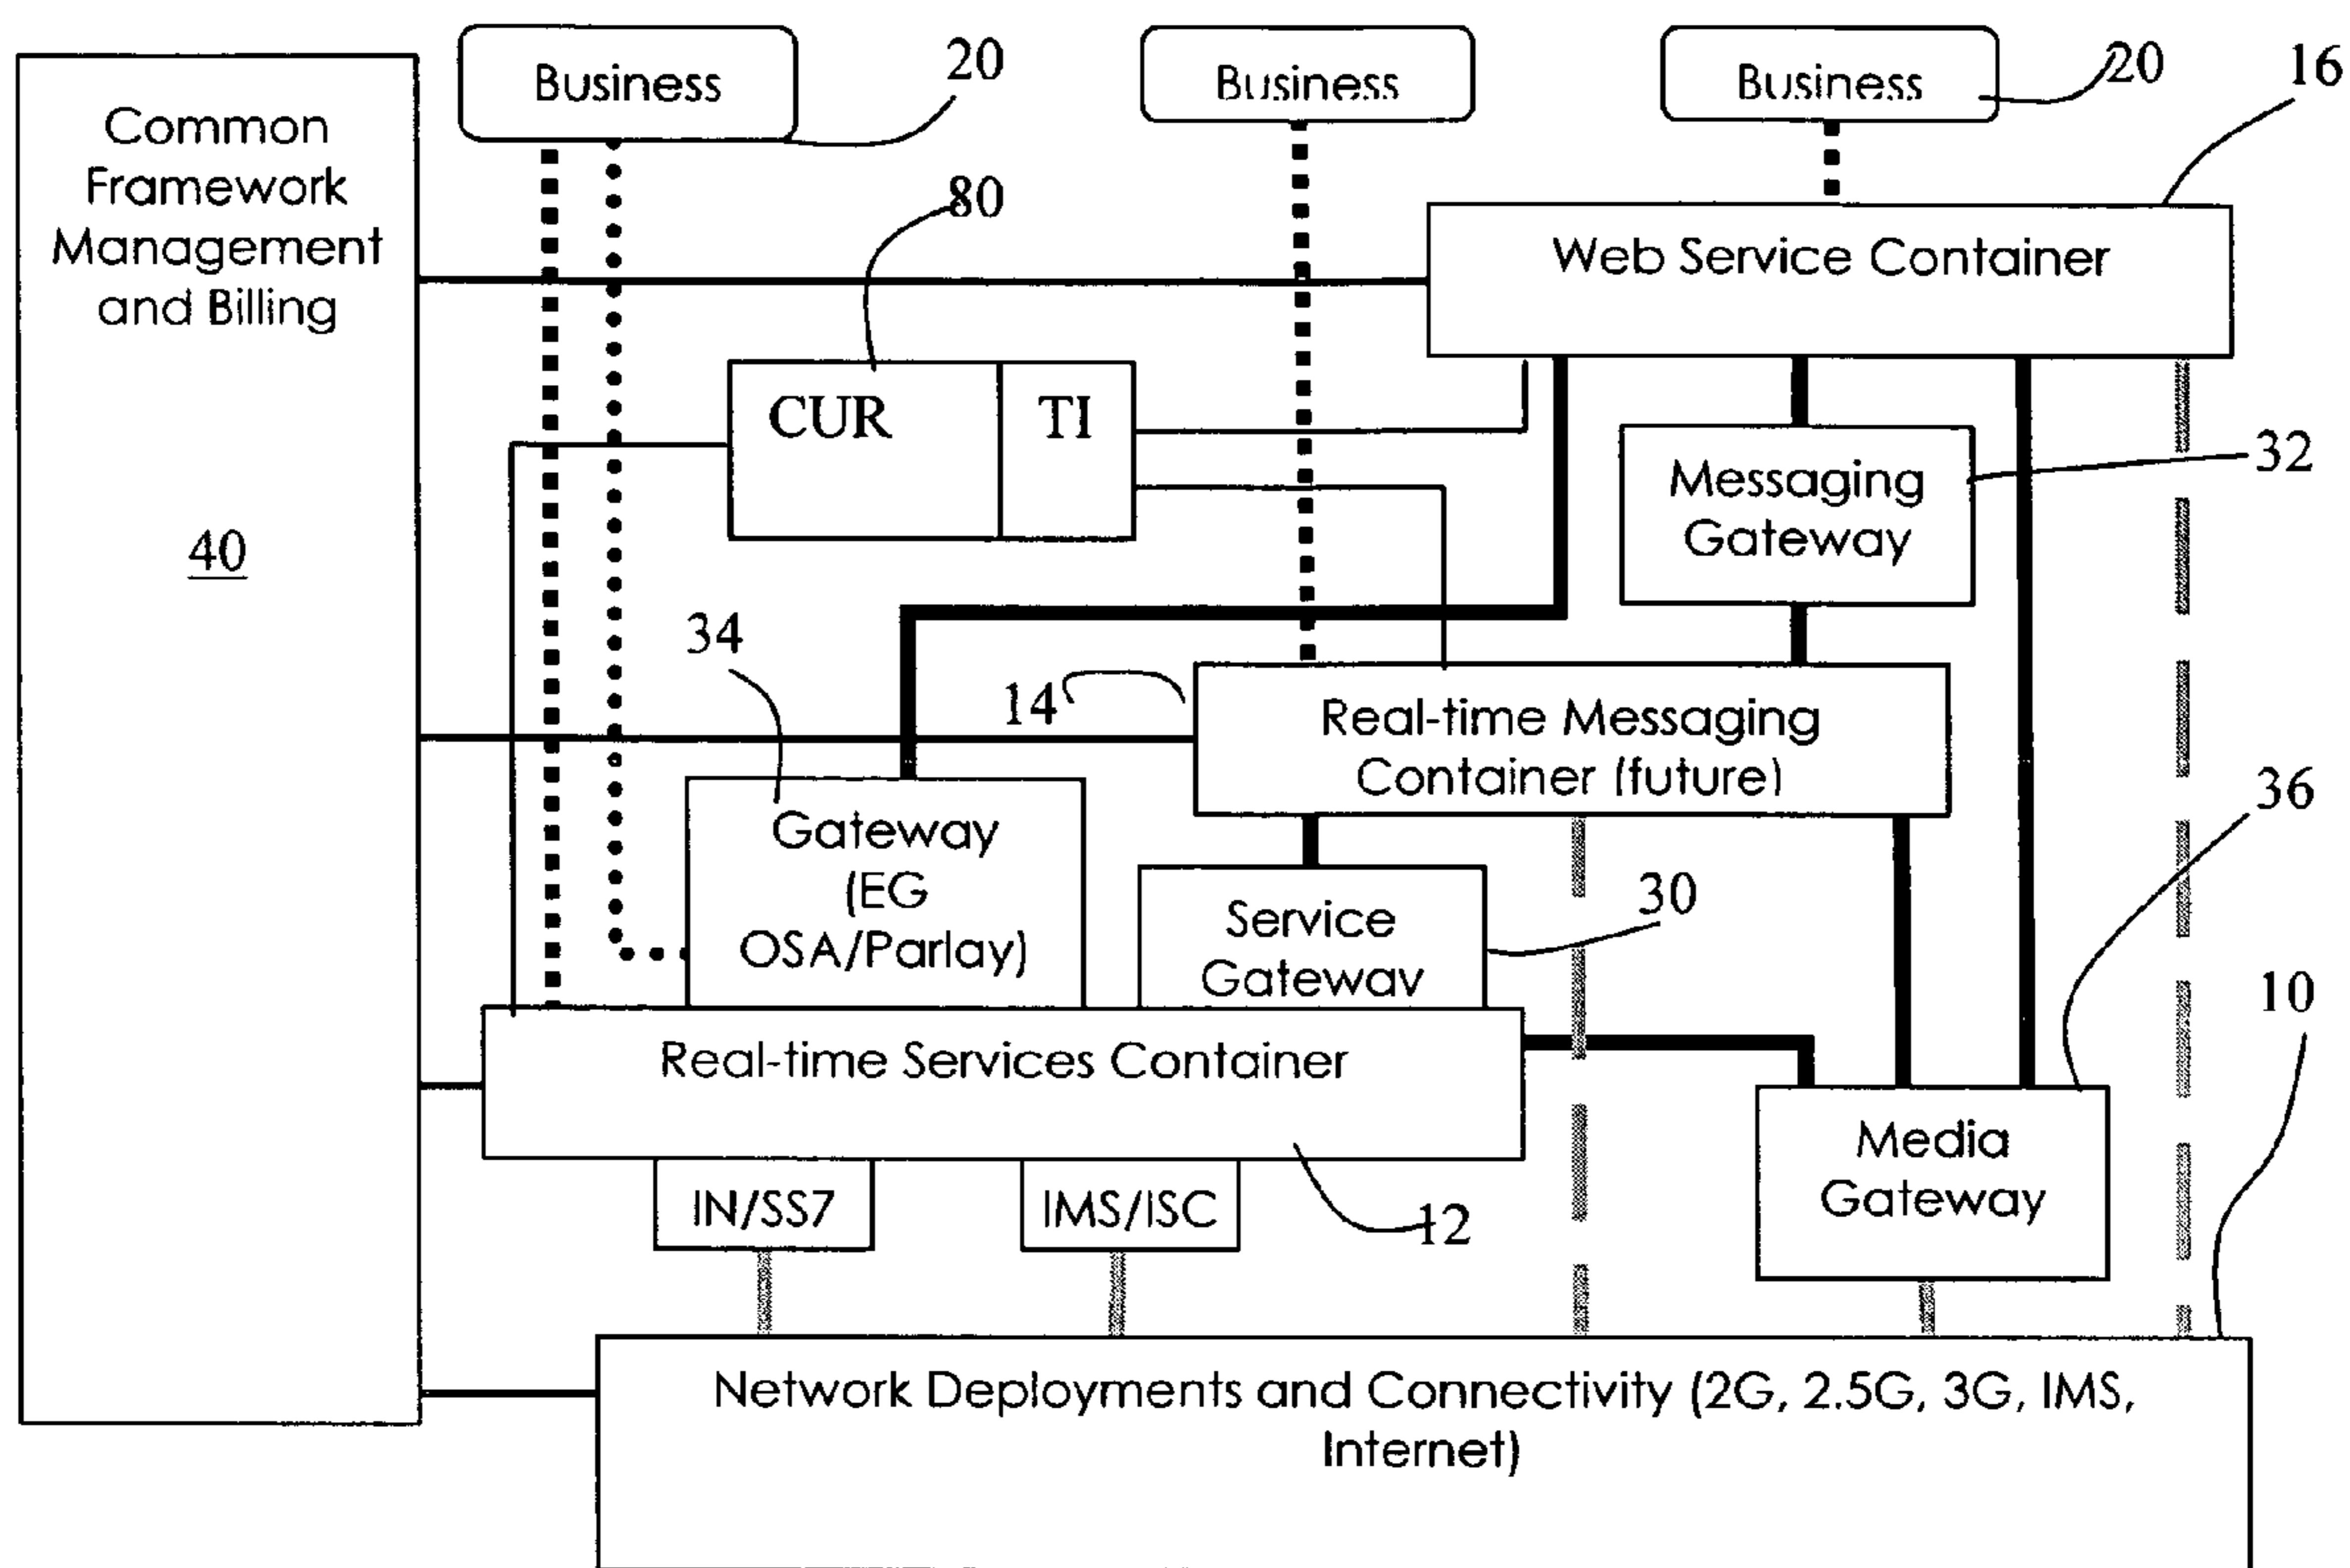 Business
20
Business
Business
20
16
Common
Framework
Management
and Billing
40
80
Web Service Container
CUR
TI
Messaging
Gateway
32
34
14
Real-time Messaging
Container (future)
36
Gateway
(EG
OSA/Parlay)
Service
Gateway
30
10
Real-time Services Container
Media
Gateway
IN/SS7
IMS/ISC
12
Network Deployments and Connectivity (2G, 2.5G, 3G, IMS,
Internet)